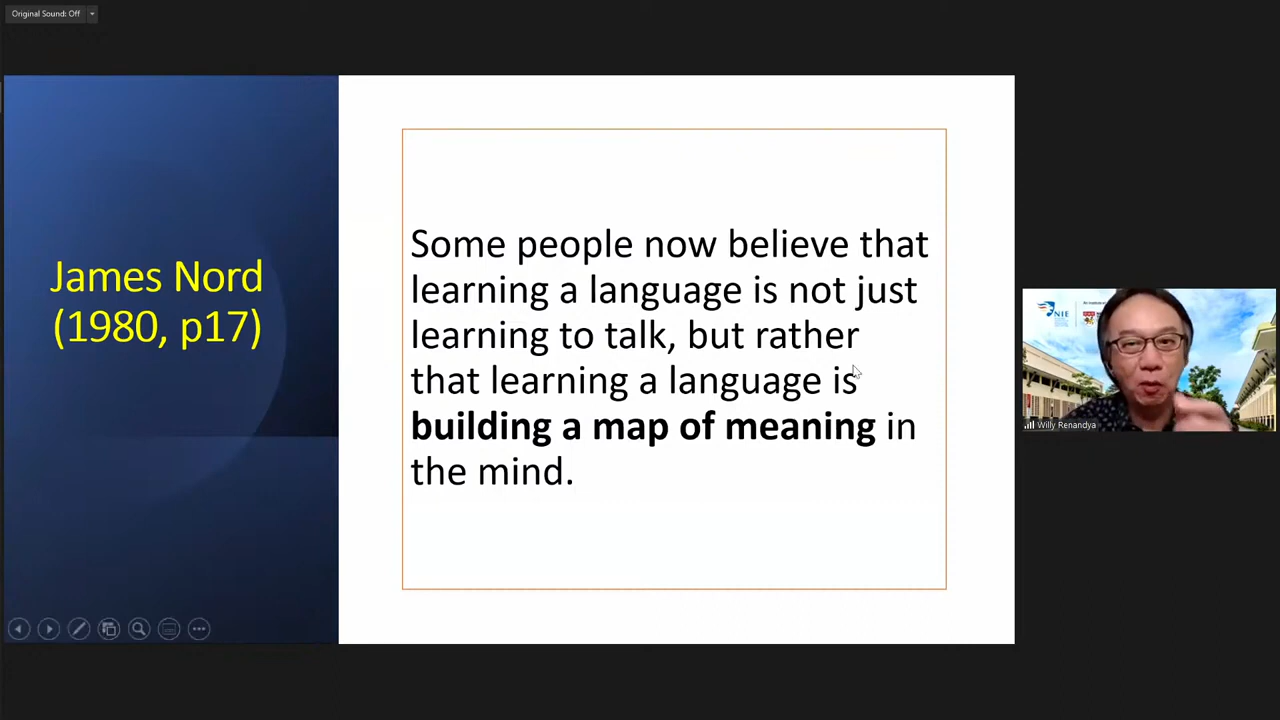 Original Sound: Off
James Nord
(1980, p17)
Some people now believe that
learning a language is not just
learning to talk, but rather
that learning a language is
building a map of meaning in
the mind.
NIE
Willy Renandya